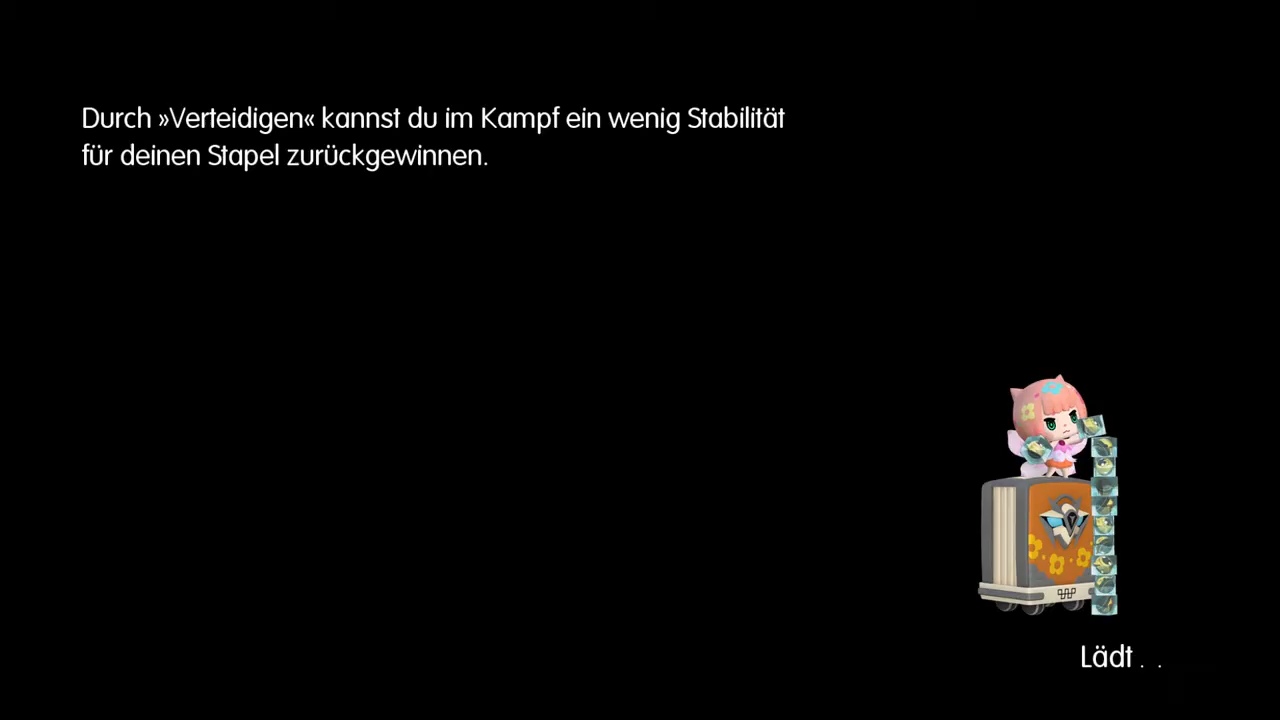 Durch »Verteidigen« kannst du im Kampf ein wenig Stabilität
für deinen Stapel zurückgewinnen.
Lädt . .